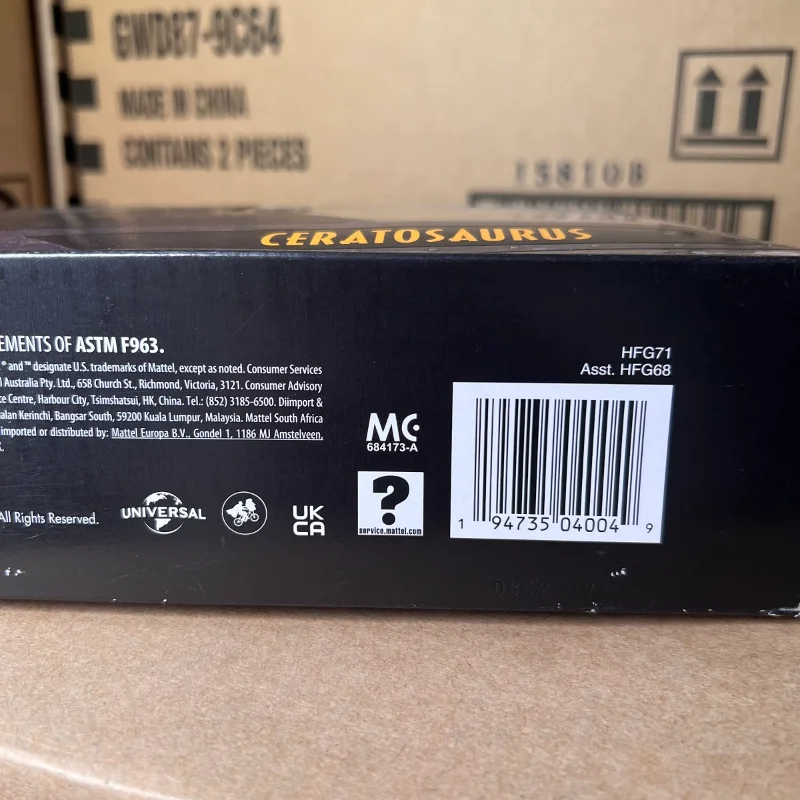 GWD87-9C64
MADE IN CHINA
CONTAINS 2 PIECES
IS810B
CERATOSAURUS
EMENTS OF ASTM F963.
® and ™ designate U.S. trademarks of Mattel, except as noted. Consumer Services
Australia Pty. Ltd., 658 Church St., Richmond, Victoria, 3121. Consumer Advisory
ce Centre, Harbour City, Tsimshatsui, HK, China. Tel.: (852) 3185-6500. Diimport &
alan Kerinchi, Bangsar South, 59200 Kuala Lumpur, Malaysia. Mattel South Africa
imported or distributed by: Mattel Europa B.V., Gondel 1, 1186 MJ Amstelveen,
All Rights Reserved.
UNIVERSAL
UK
CA
MC
684173-A
?
service.mattel.com
HFG71
Asst. HFG68
1 94735 04004 9